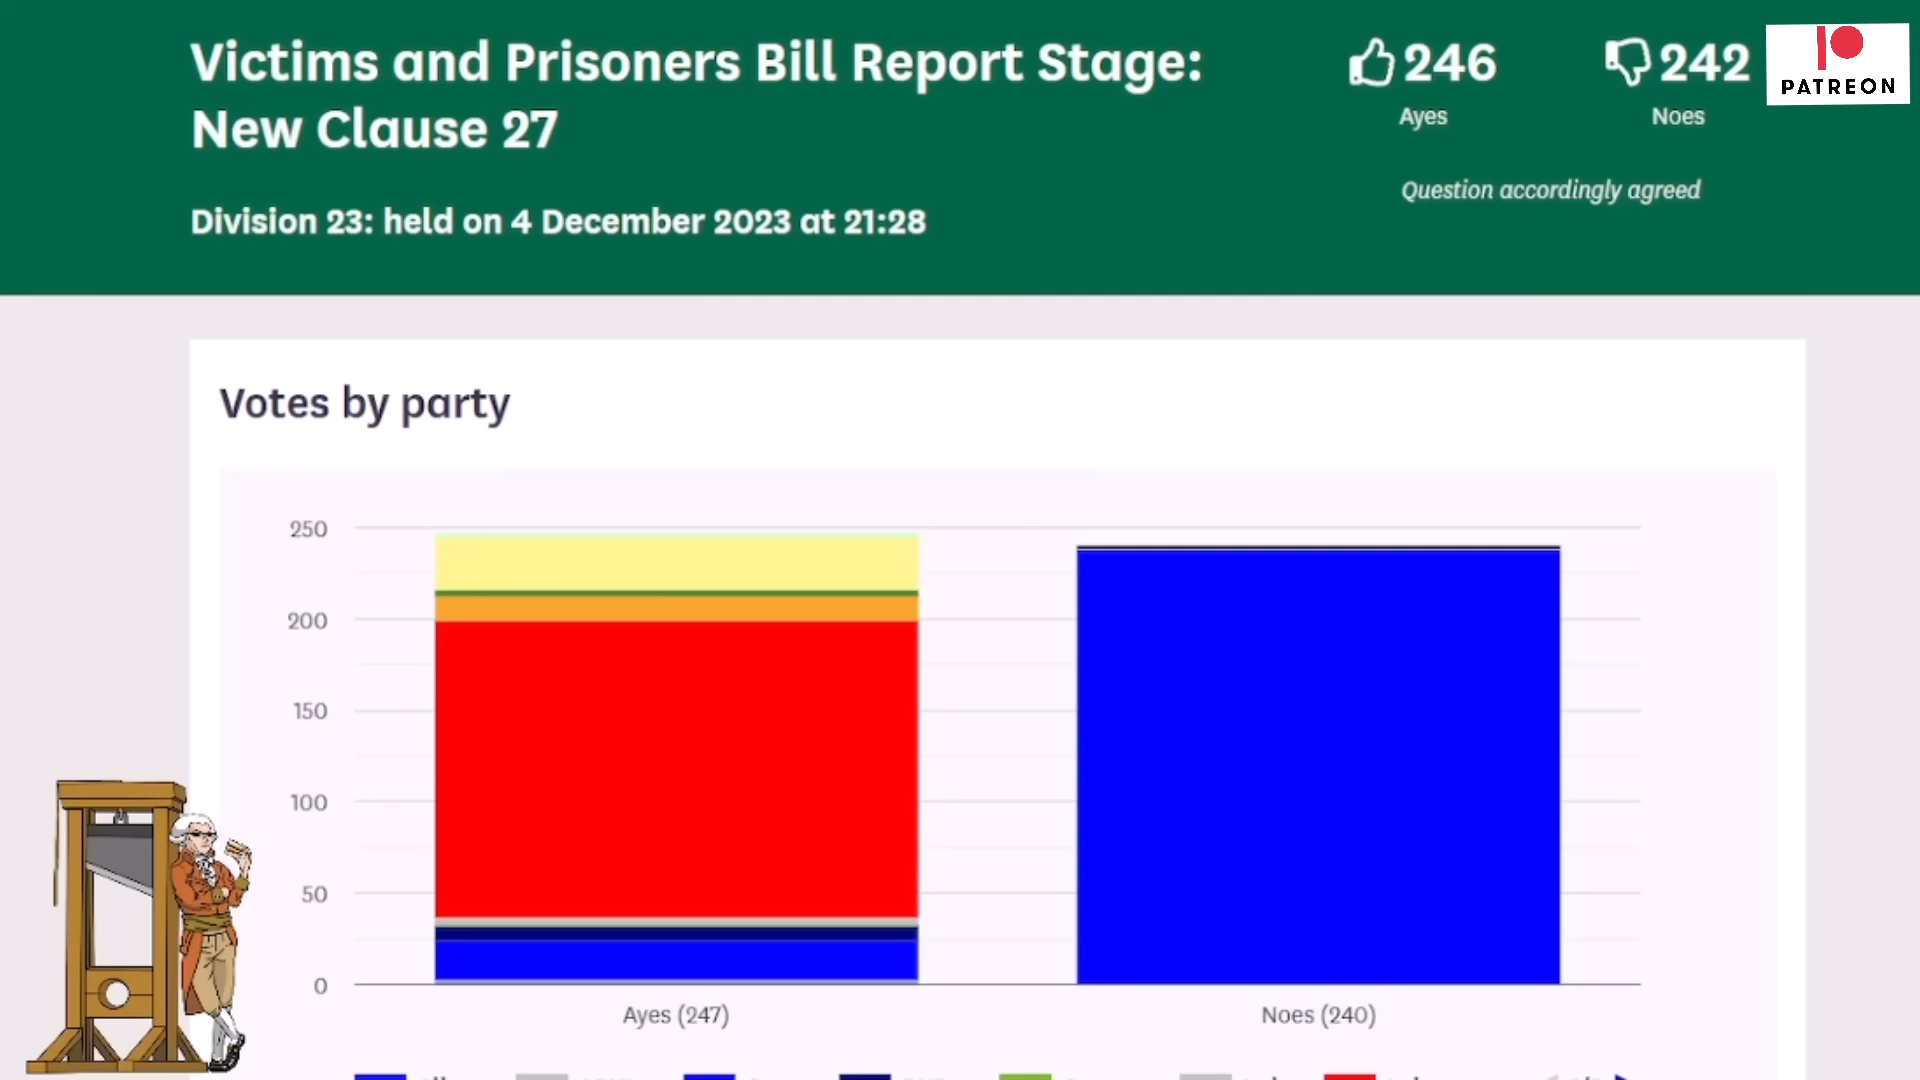 Victims and Prisoners Bill Report Stage:
New Clause 27
Division 23: held on 4 December 2023 at 21:28
246
Ayes
242
Noes
Question accordingly agreed
PATREON
Votes by party
250
200
150
100
50
0
Ayes (247)
Noes (240)